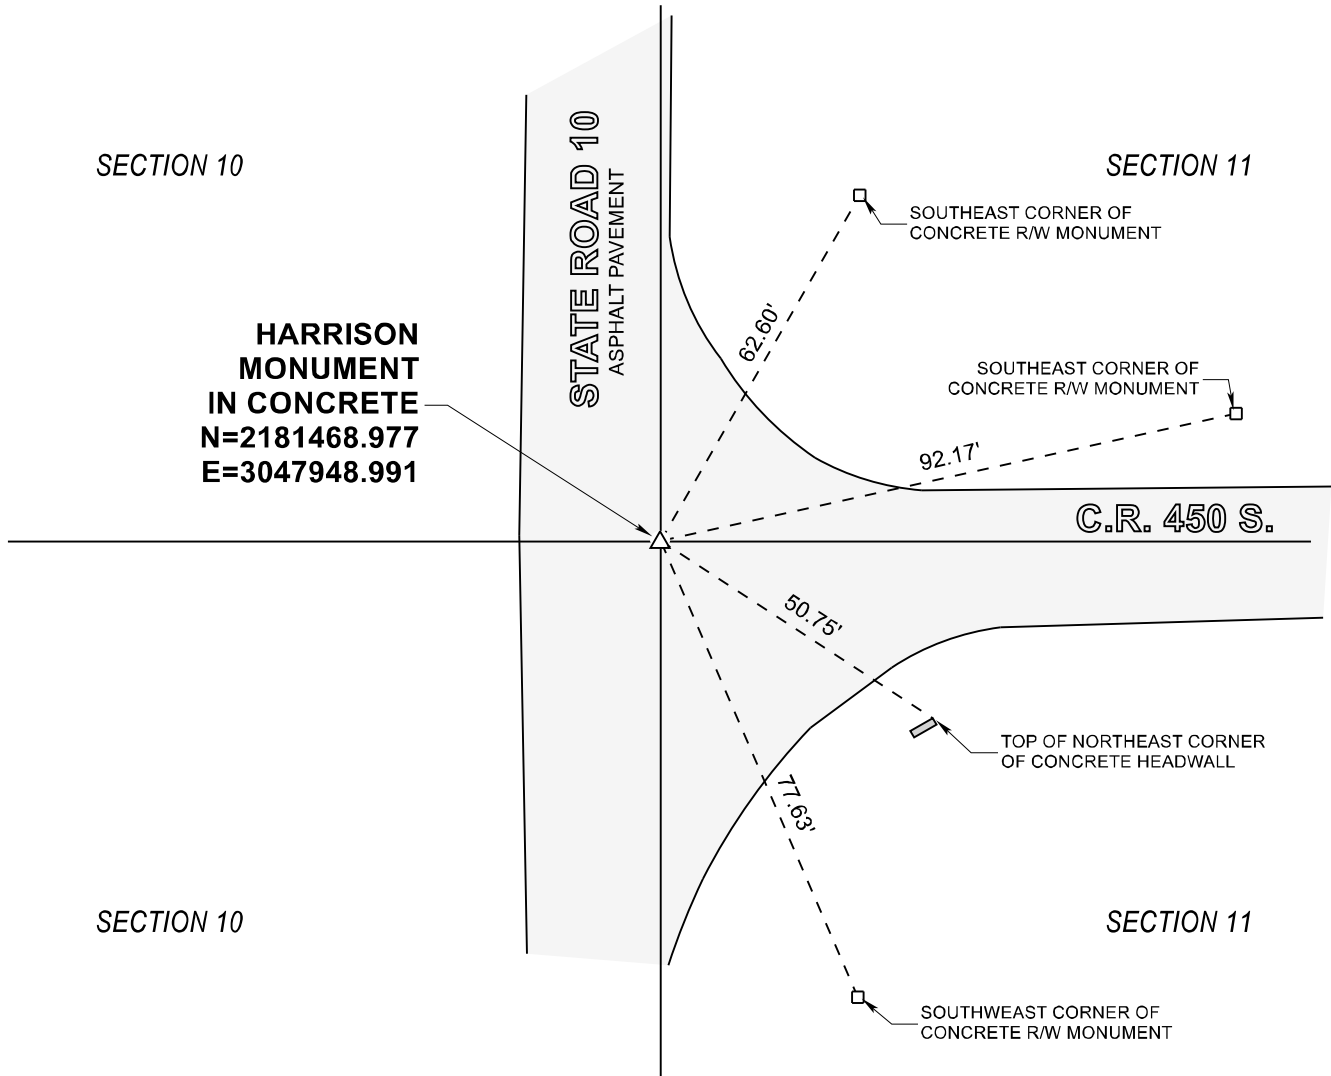 SECTION 10
SECTION 11
STATE ROAD 10
ASPHALT PAVEMENT
SOUTHEAST CORNER OF
CONCRETE R/W MONUMENT
62.60'
HARRISON
MONUMENT
IN CONCRETE
N=2181468.977
E=3047948.991
SOUTHEAST CORNER OF
CONCRETE R/W MONUMENT
92.17'
C.R. 450 S.
50.75'
TOP OF NORTHEAST CORNER
OF CONCRETE HEADWALL
77.63'
SECTION 10
SECTION 11
SOUTHWEAST CORNER OF
CONCRETE R/W MONUMENT